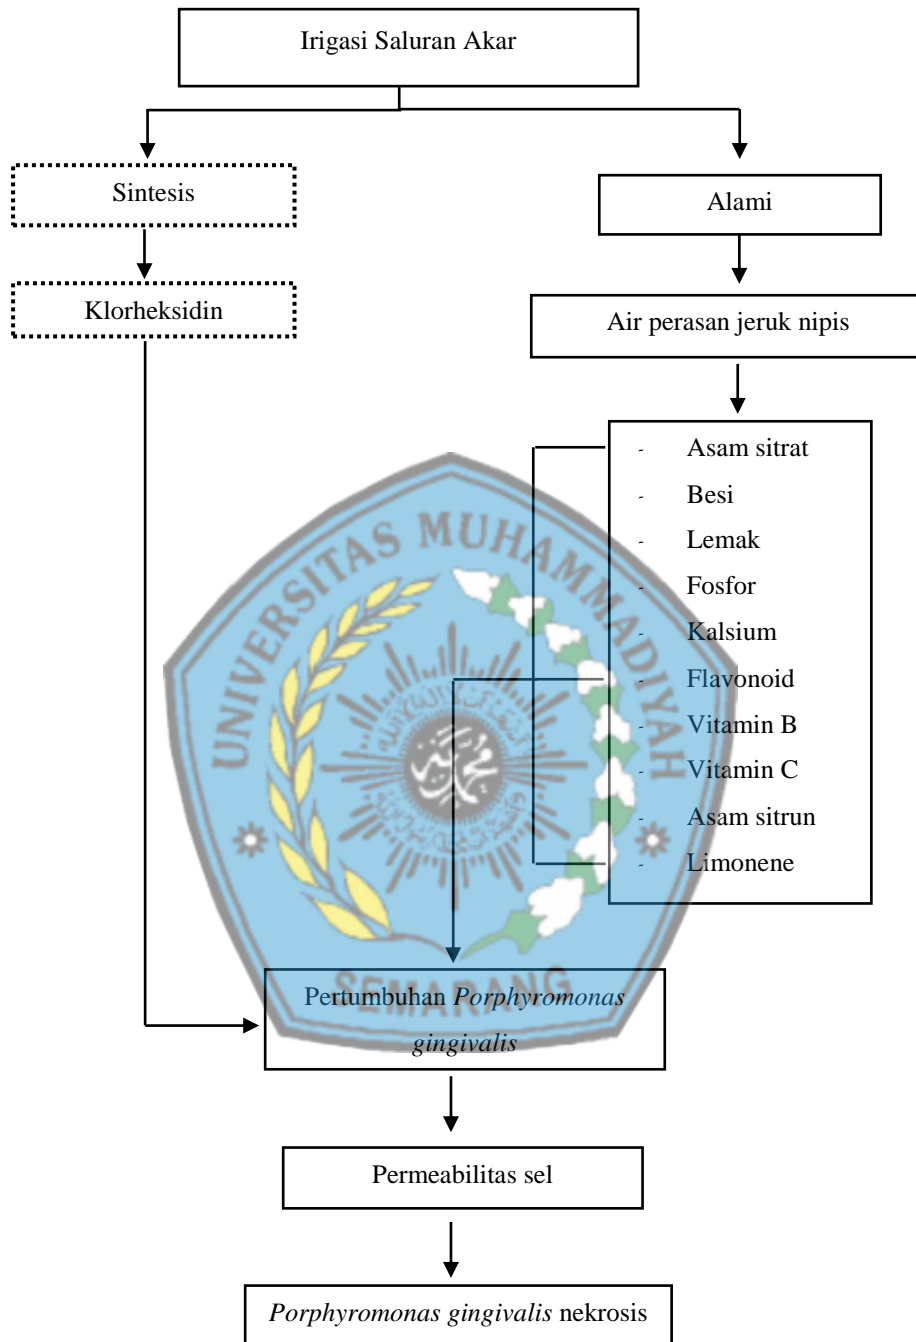 Irigasi Saluran Akar
Sintesis
Alami
Klorheksidin
Air perasan jeruk nipis
- Asam sitrat
- Besi
- Lemak
- Fosfor
- Kalsium
- Flavonoid
- Vitamin B
- Vitamin C
- Asam sitrun
- Limonene
UNIVERSITAS MUHAMMADIYAH
SEMARANG
Pertumbuhan Porphyromonas
gingivalis
Permeabilitas sel
Porphyromonas gingivalis nekrosis